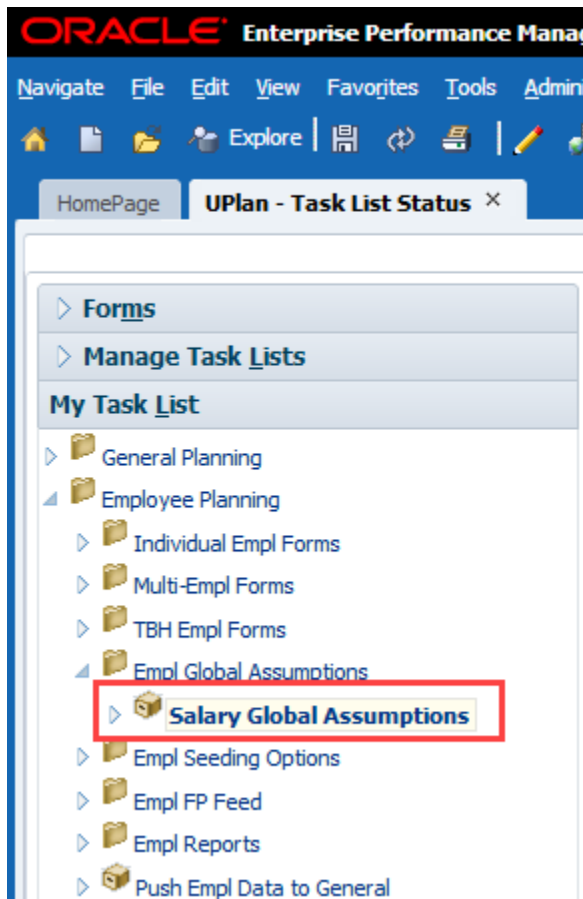 ORACLE Enterprise Performance Manag
Navigate File Edit View Favorites Tools Admini
Explore
HomePage UPlan - Task List Status ×
Forms
Manage Task Lists
My Task List
General Planning
Employee Planning
Individual Empl Forms
Multi-Empl Forms
TBH Empl Forms
Empl Global Assumptions
Salary Global Assumptions
Empl Seeding Options
Empl FP Feed
Empl Reports
Push Empl Data to General